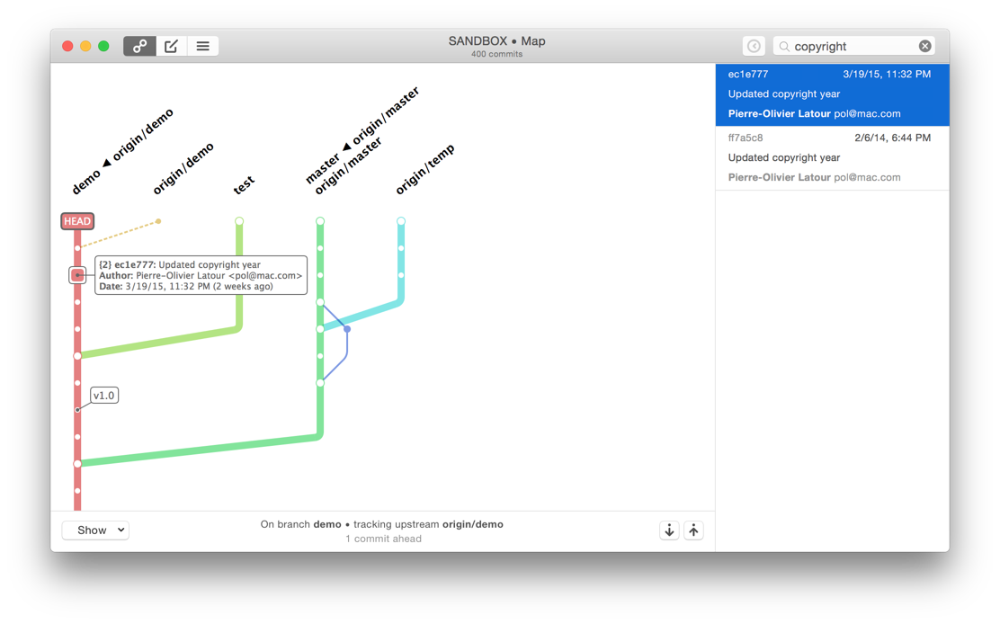 SANDBOX • Map
400 commits
copyright
demo ◀ origin/demo
origin/demo
test
master ◀ origin/master
origin/master
origin/temp
HEAD
{2} ec1e777: Updated copyright year
Author: Pierre-Olivier Latour <pol@mac.com>
Date: 3/19/15, 11:32 PM (2 weeks ago)
v1.0
ec1e777 3/19/15, 11:32 PM
Updated copyright year
Pierre-Olivier Latour pol@mac.com
ff7a5c8 2/6/14, 6:44 PM
Updated copyright year
Pierre-Olivier Latour pol@mac.com
Show
On branch demo • tracking upstream origin/demo
1 commit ahead